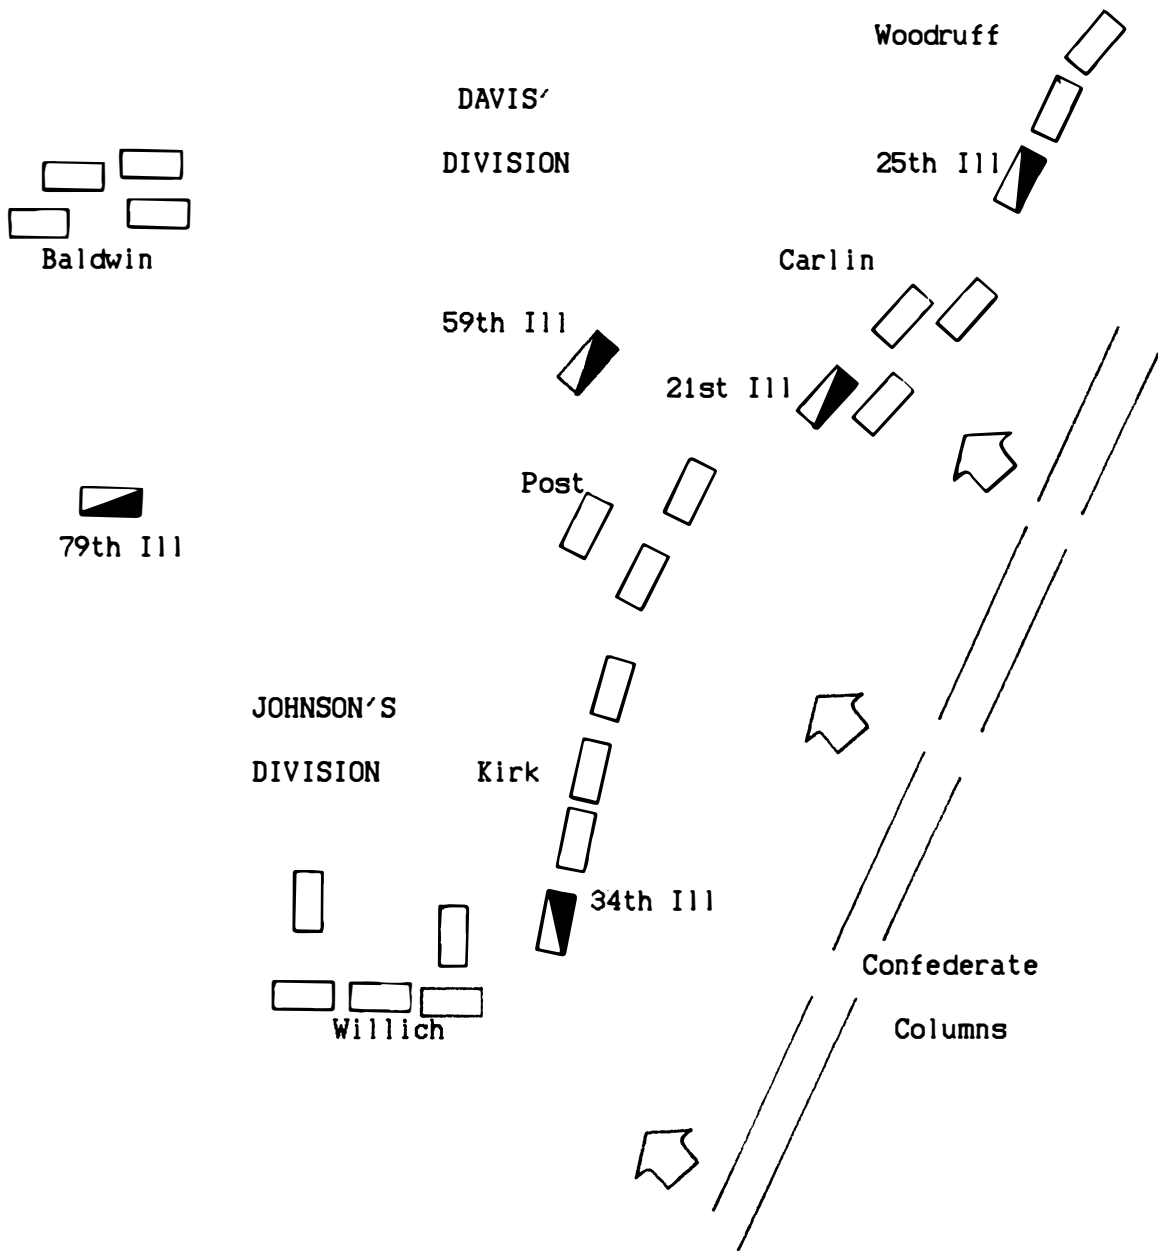 Woodruff
DAVIS′
DIVISION
25th Ill
Baldwin
Carlin
59th Ill
21st Ill
Post
79th Ill
JOHNSON′S
DIVISION
Kirk
34th Ill
Confederate
Columns
Willich